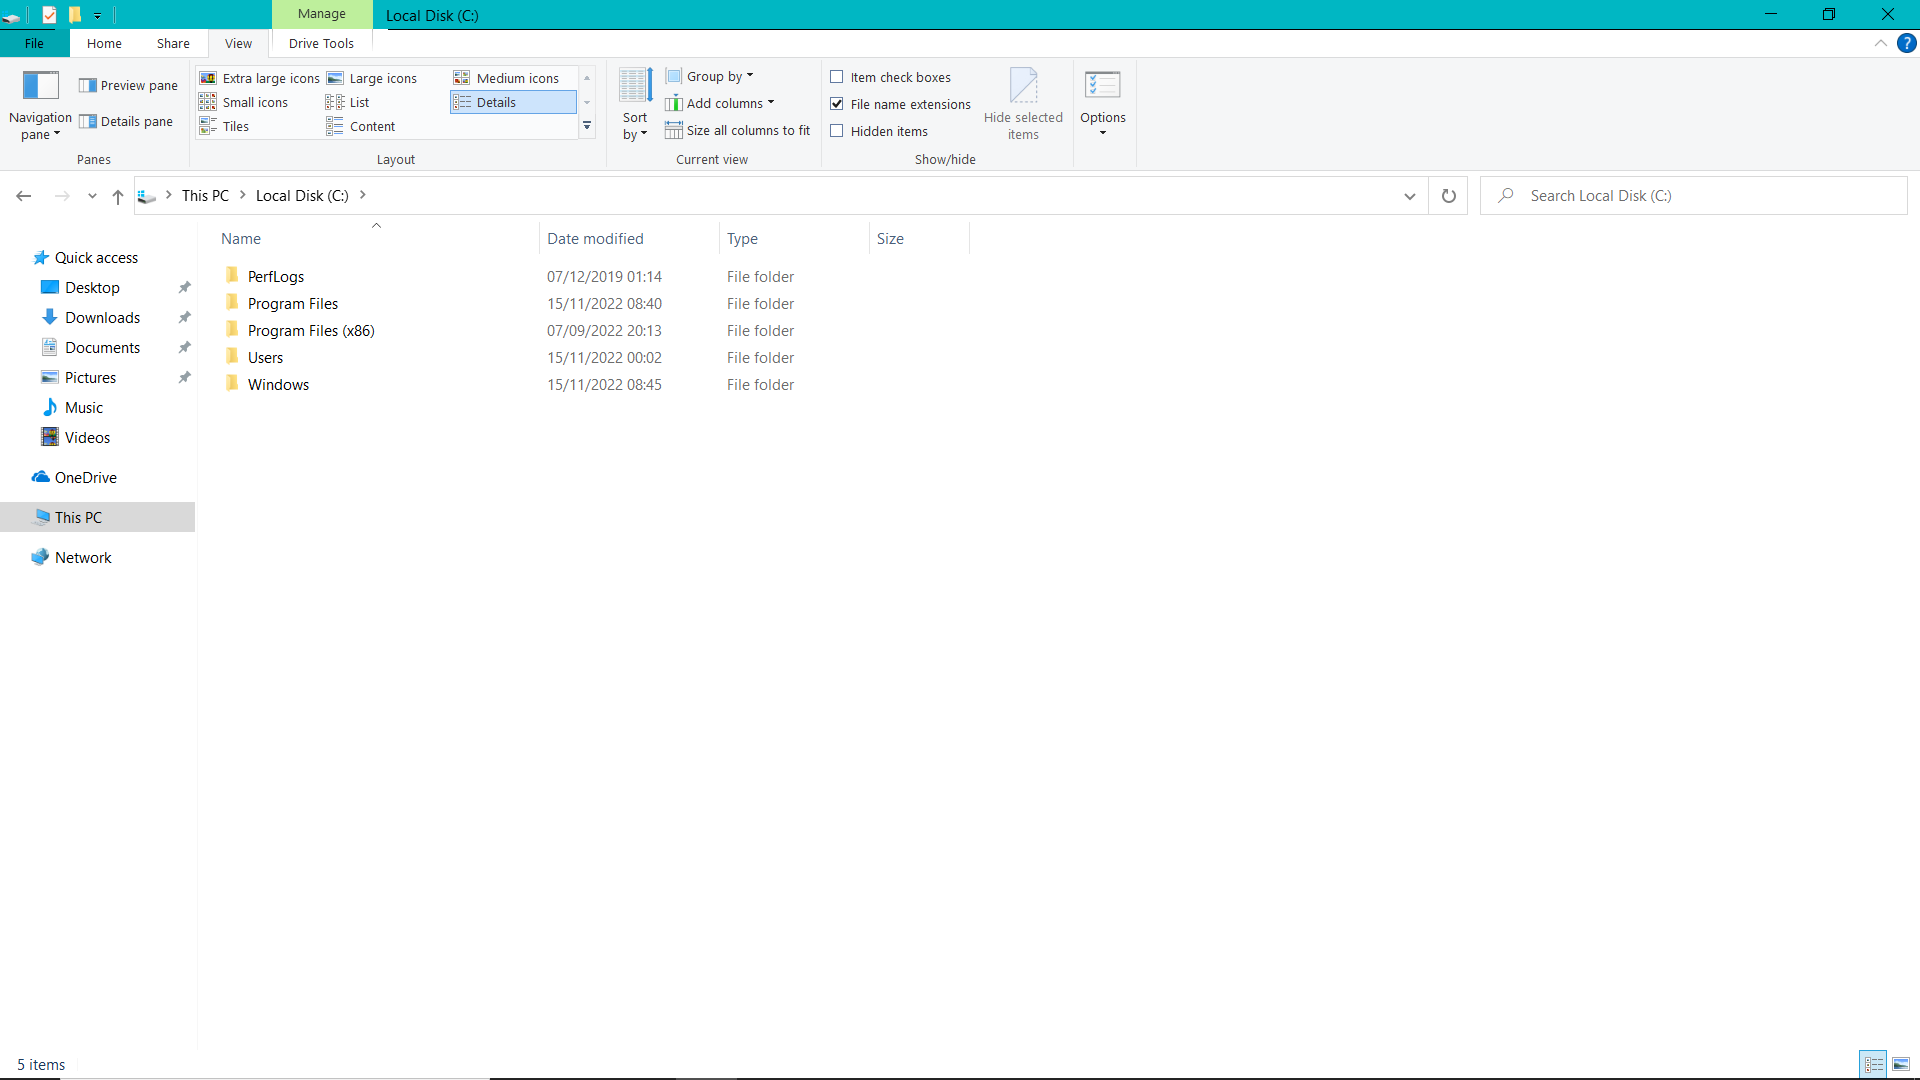 Manage
Local Disk (C:)
File
Home
Share
View
Drive Tools
?
Navigation
pane
Preview pane
Details pane
Panes
Extra large icons
Large icons
Medium icons
Small icons
List
Details
Tiles
Content
Layout
Sort
by
Group by
Add columns
Size all columns to fit
Current view
Item check boxes
File name extensions
Hidden items
Hide selected
items
Show/hide
Options
This PC
Local Disk (C:)
Search Local Disk (C:)
Name
Date modified
Type
Size
Quick access
Desktop
Downloads
Documents
Pictures
Music
Videos
OneDrive
This PC
Network
PerfLogs 07/12/2019 01:14 File folder
Program Files 15/11/2022 08:40 File folder
Program Files (x86) 07/09/2022 20:13 File folder
Users 15/11/2022 00:02 File folder
Windows 15/11/2022 08:45 File folder
5 items